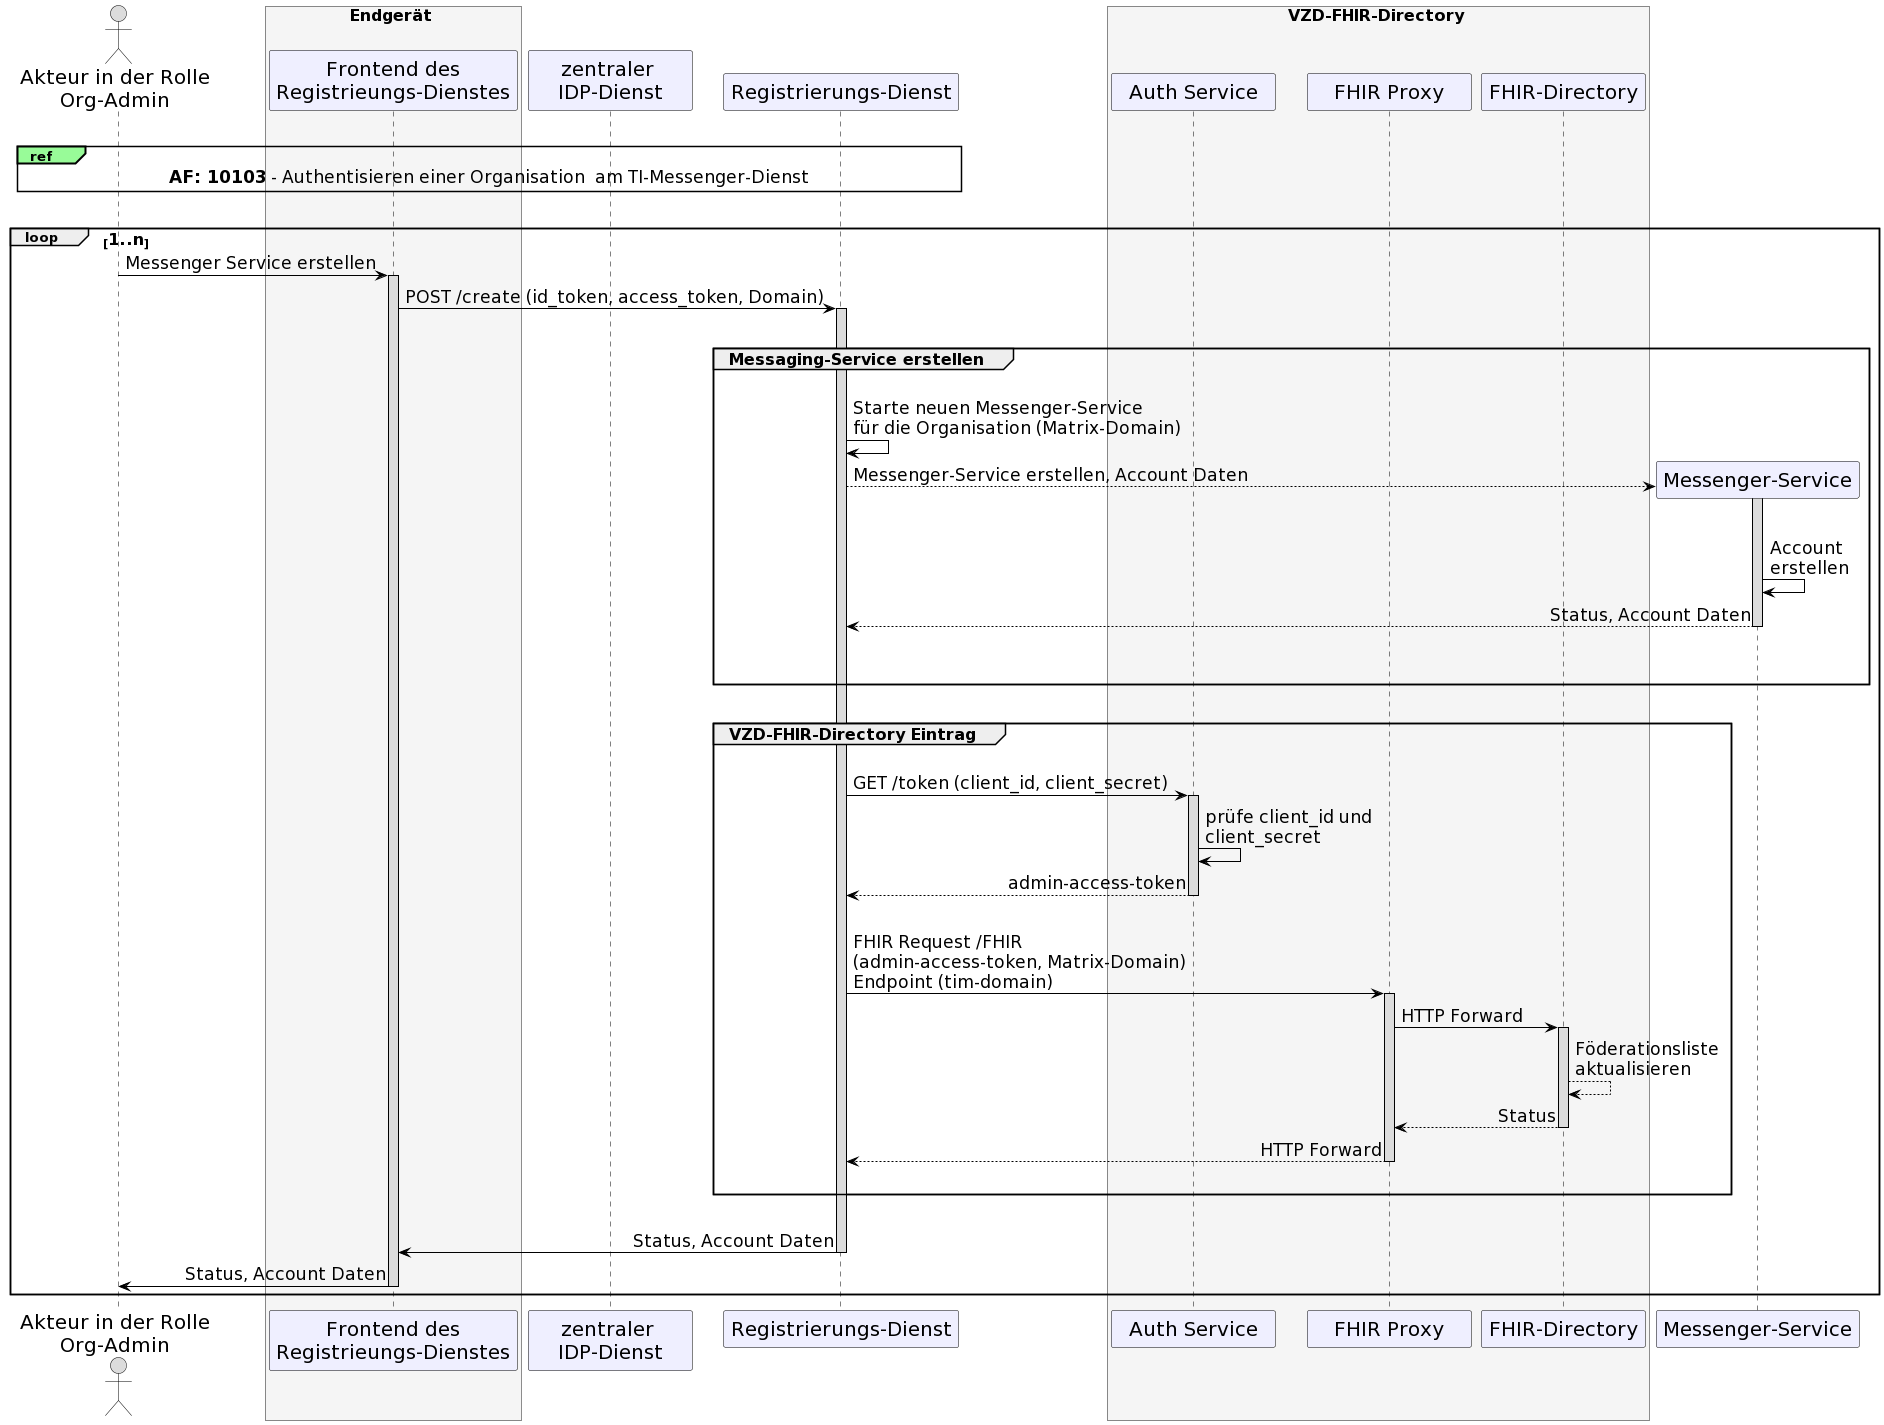 Endgerät
VZD-FHIR-Directory
Akteur in der Rolle
Org-Admin
Frontend des
Registrieungs-Dienstes
zentraler
IDP-Dienst
Registrierungs-Dienst
Auth Service
FHIR Proxy
FHIR-Directory
ref
AF: 10103 - Authentisieren einer Organisation  am TI-Messenger-Dienst
loop
[1..n]
Messenger Service erstellen
POST /create (id_token, access_token, Domain)
Messaging-Service erstellen
Starte neuen Messenger-Service
für die Organisation (Matrix-Domain)
Messenger-Service erstellen, Account Daten
Messenger-Service
Account
erstellen
Status, Account Daten
VZD-FHIR-Directory Eintrag
GET /token (client_id, client_secret)
prüfe client_id und
client_secret
admin-access-token
FHIR Request /FHIR
(admin-access-token, Matrix-Domain)
Endpoint (tim-domain)
HTTP Forward
Föderationsliste
aktualisieren
Status
HTTP Forward
Status, Account Daten
Status, Account Daten
Akteur in der Rolle
Org-Admin
Frontend des
Registrieungs-Dienstes
zentraler
IDP-Dienst
Registrierungs-Dienst
Auth Service
FHIR Proxy
FHIR-Directory
Messenger-Service